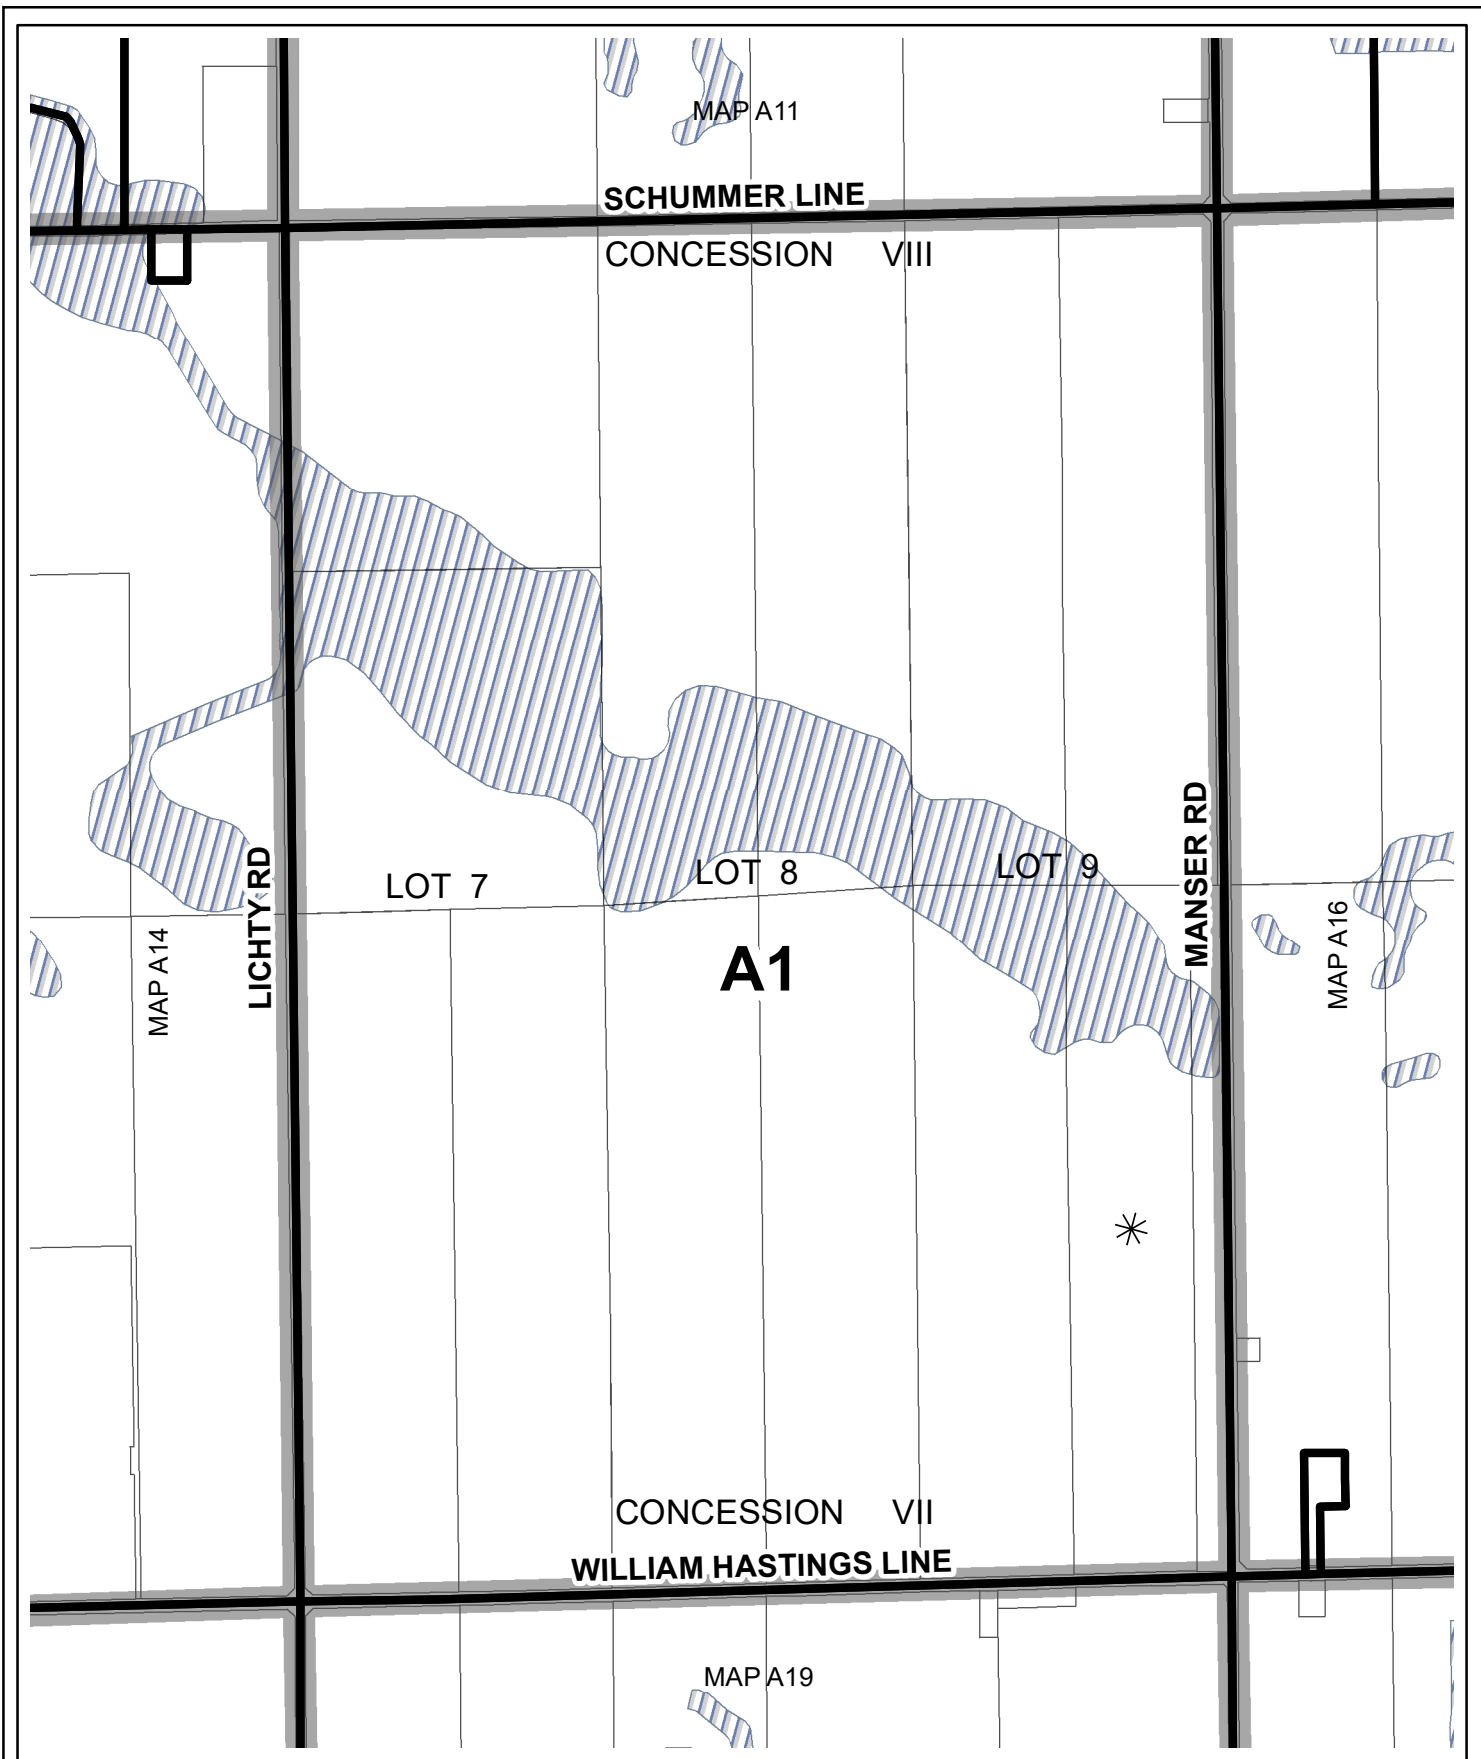 MAP A11
SCHUMMER LINE
CONCESSION VIII
MANSER RD
LOT 7
LOT 8
LOT 9
LICHTY RD
MAP A14
A1
MAP A16
CONCESSION VII
WILLIAM HASTINGS LINE
MAP A19